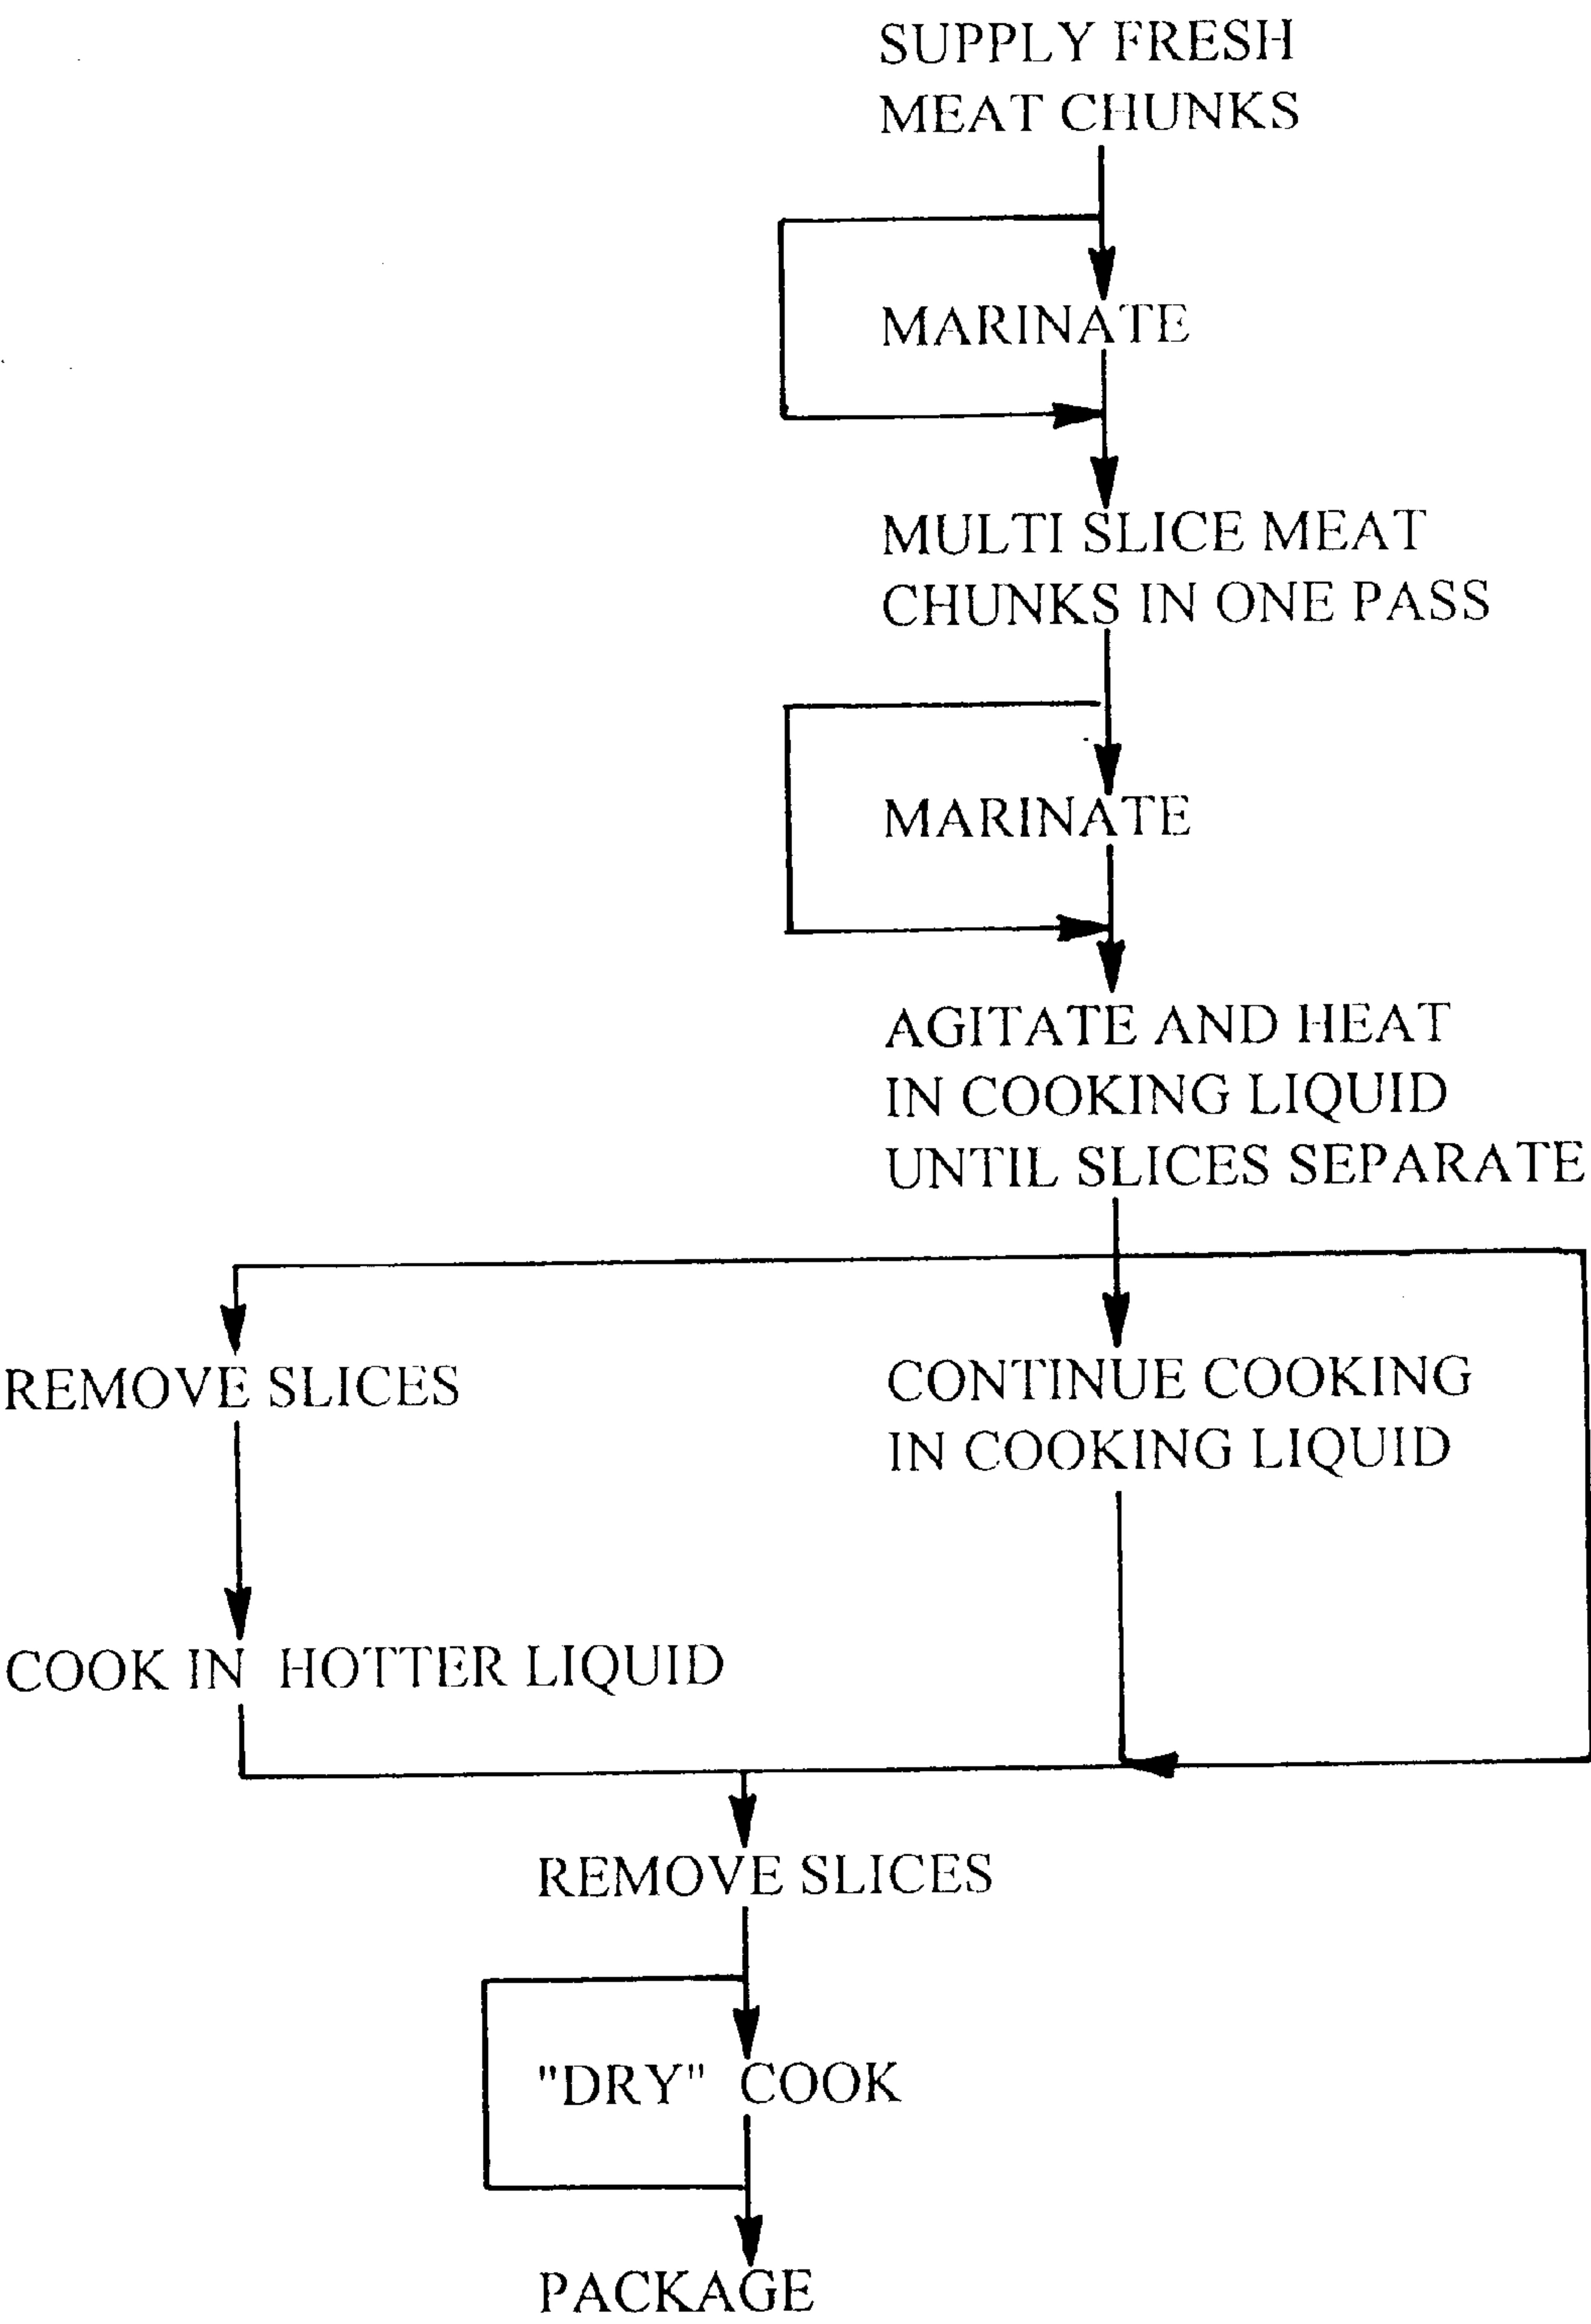 SUPPLY FRESH
MEAT CHUNKS
MARINATE
MULTI SLICE MEAT
CHUNKS IN ONE PASS
MARINATE
AGITATE AND HEAT
IN COOKING LIQUID
UNTIL SLICES SEPARATE
REMOVE SLICES
CONTINUE COOKING
IN COOKING LIQUID
COOK IN HOTTER LIQUID
REMOVE SLICES
"DRY" COOK
PACKAGE